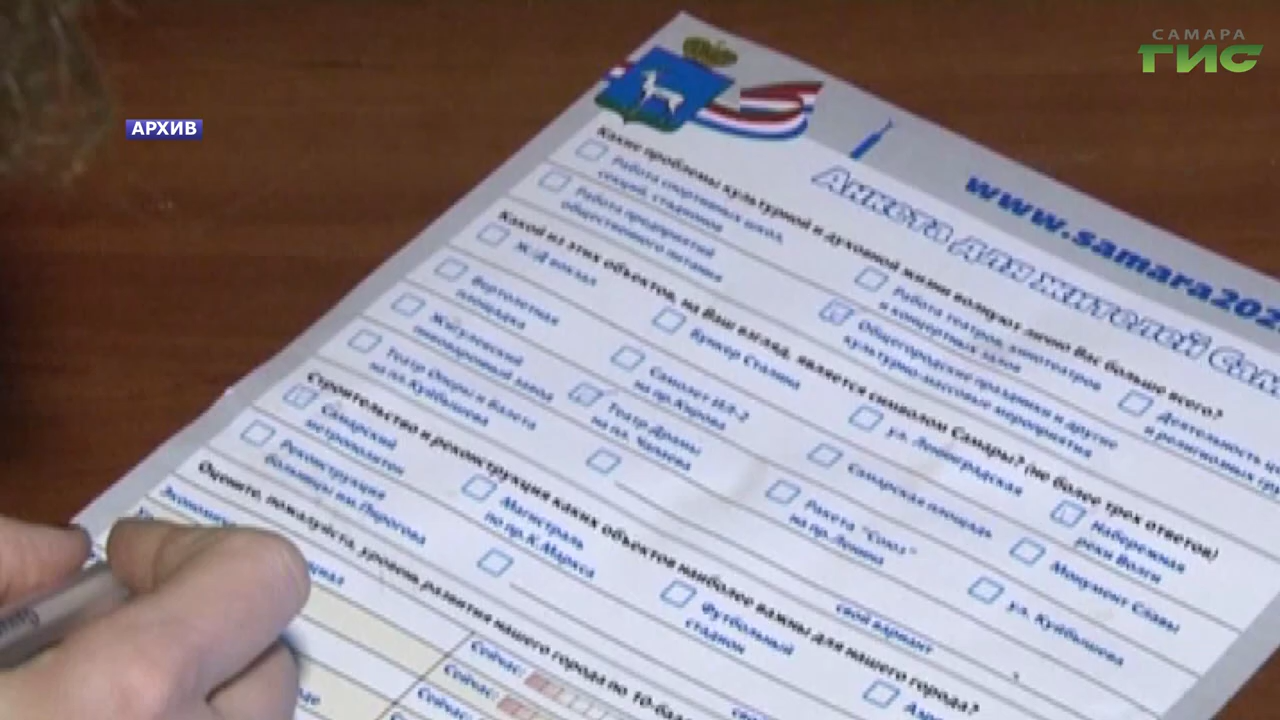 САМАРА
ГИС
АРХИВ
www.samara202
Анкета для жителей Сам
Какие проблемы культурной и духовной жизни волнуют лично Вас больше всего?
Работа спортивных школ,
секций, стадионов
Работа театров, кинотеатров
и концертных залов
Деятельность
и религиозных
Работа предприятий
общественного питания
Общегородские праздники и другие
культурно-массовые мероприятия
Какой из этих объектов, на Ваш взгляд, является символом Самары? (не более трех ответов)
Ж/Д вокзал
Бункер Сталина
ул. Ленинградская
Набережная
реки Волги
Вертолетная
площадка
Самолет ИЛ-2
на пр.Кирова
Самарская площадь
Монумент Славы
Жигулевский
пивоваренный завод
Театр Драмы
на пл. Чапаева
Ракета "Союз"
на пр.Ленина
ул. Куйбышева
Театр Оперы и Балета
на пл. Куйбышева
свой вариант
Строительство и реконструкция каких объектов наиболее важны для нашего города?
Самарский
метрополитен
Магистраль
по пр.К.Маркса
Футбольный
стадион
Реконструкция
больницы им. Пирогова
Оцените, пожалуйста, уровень развития нашего города по 10-бал
Сейчас:
Сейчас:
Сейчас: